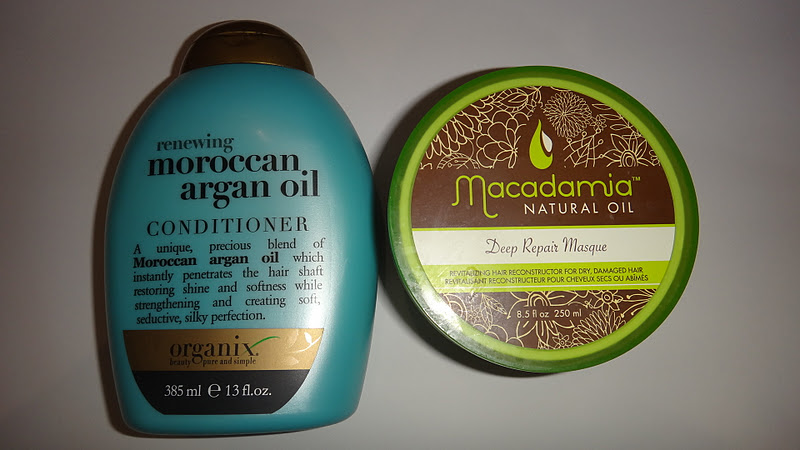 renewing
moroccan
argan oil
CONDITIONER
A unique, precious blend of
Moroccan argan oil which
instantly penetrates the hair shaft
restoring shine and softness while
strengthening and creating soft,
seductive, silky perfection.
organix
beauty pure and simple
385 ml ℮ 13 fl.oz.
Macadamia™
NATURAL OIL
Deep Repair Masque
REVITALIZING HAIR RECONSTRUCTOR FOR DRY, DAMAGED HAIR
REVITALISANT RECONSTRUCTEUR POUR CHEVEUX SECS OU ABÎMÉS
8.5 fl oz 250 ml